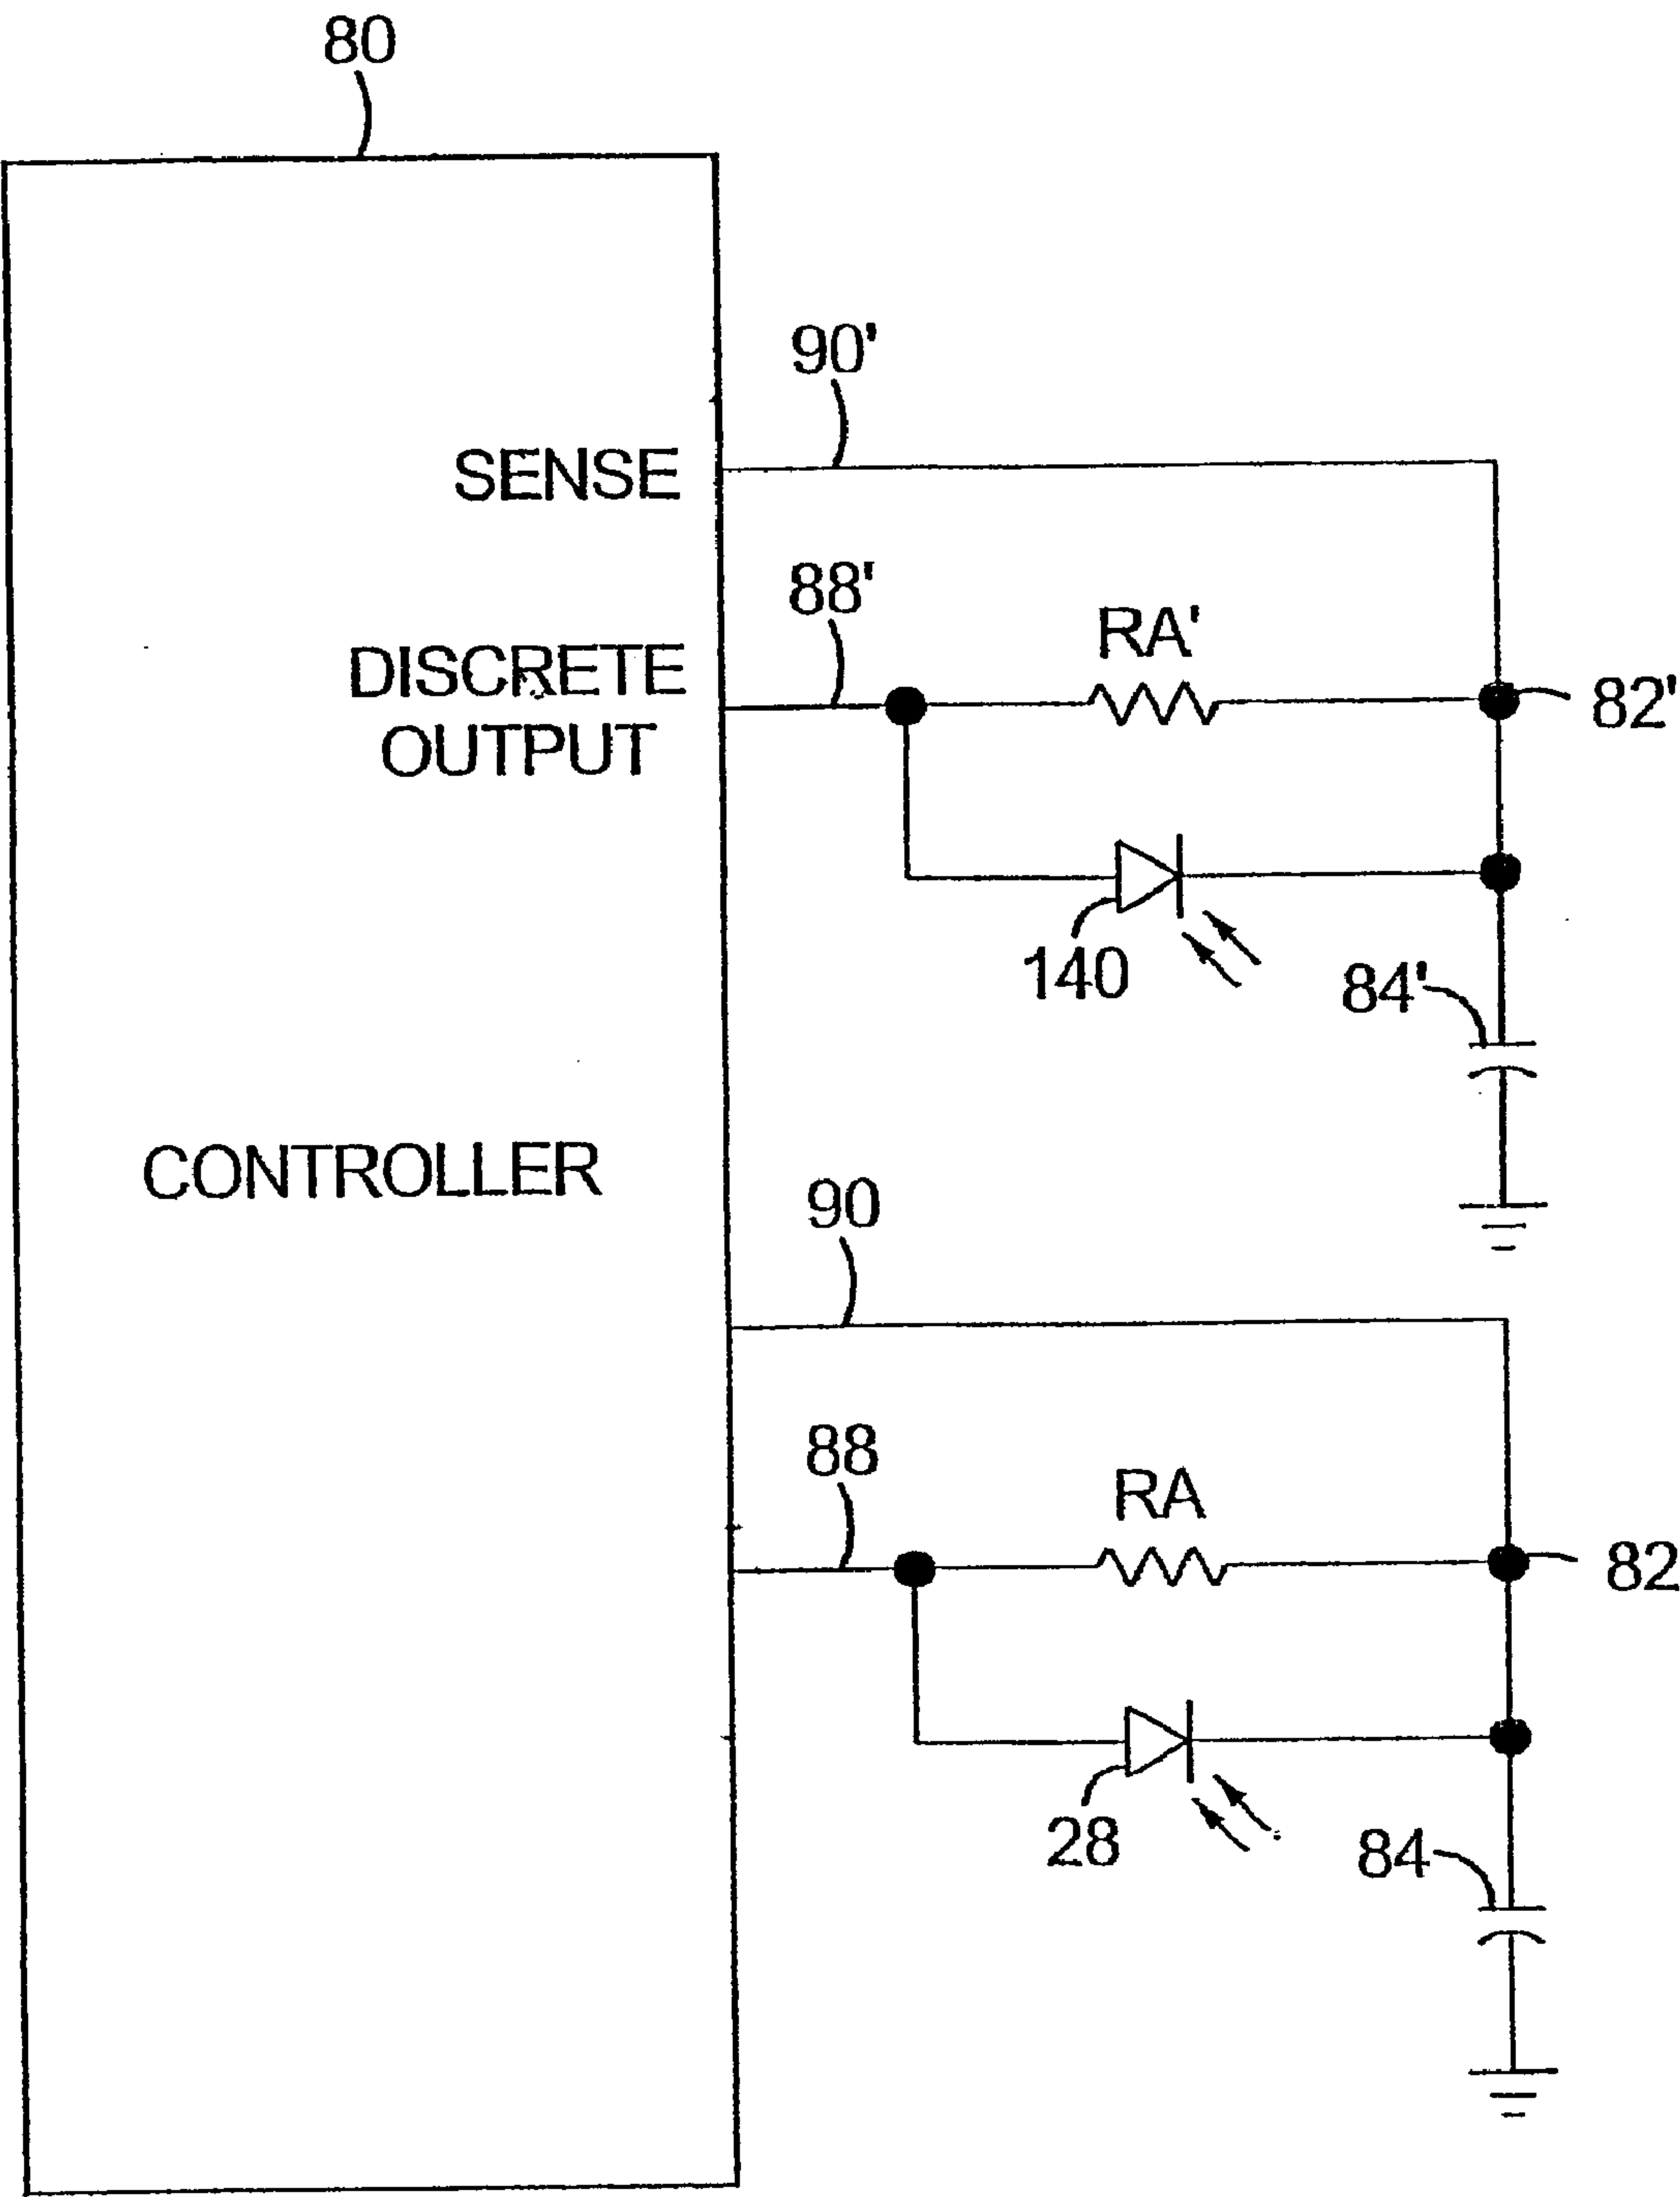 80
90'
SENSE
88'
RA'
DISCRETE
OUTPUT
82'
140
84'
CONTROLLER
90
88
RA
82
28
84